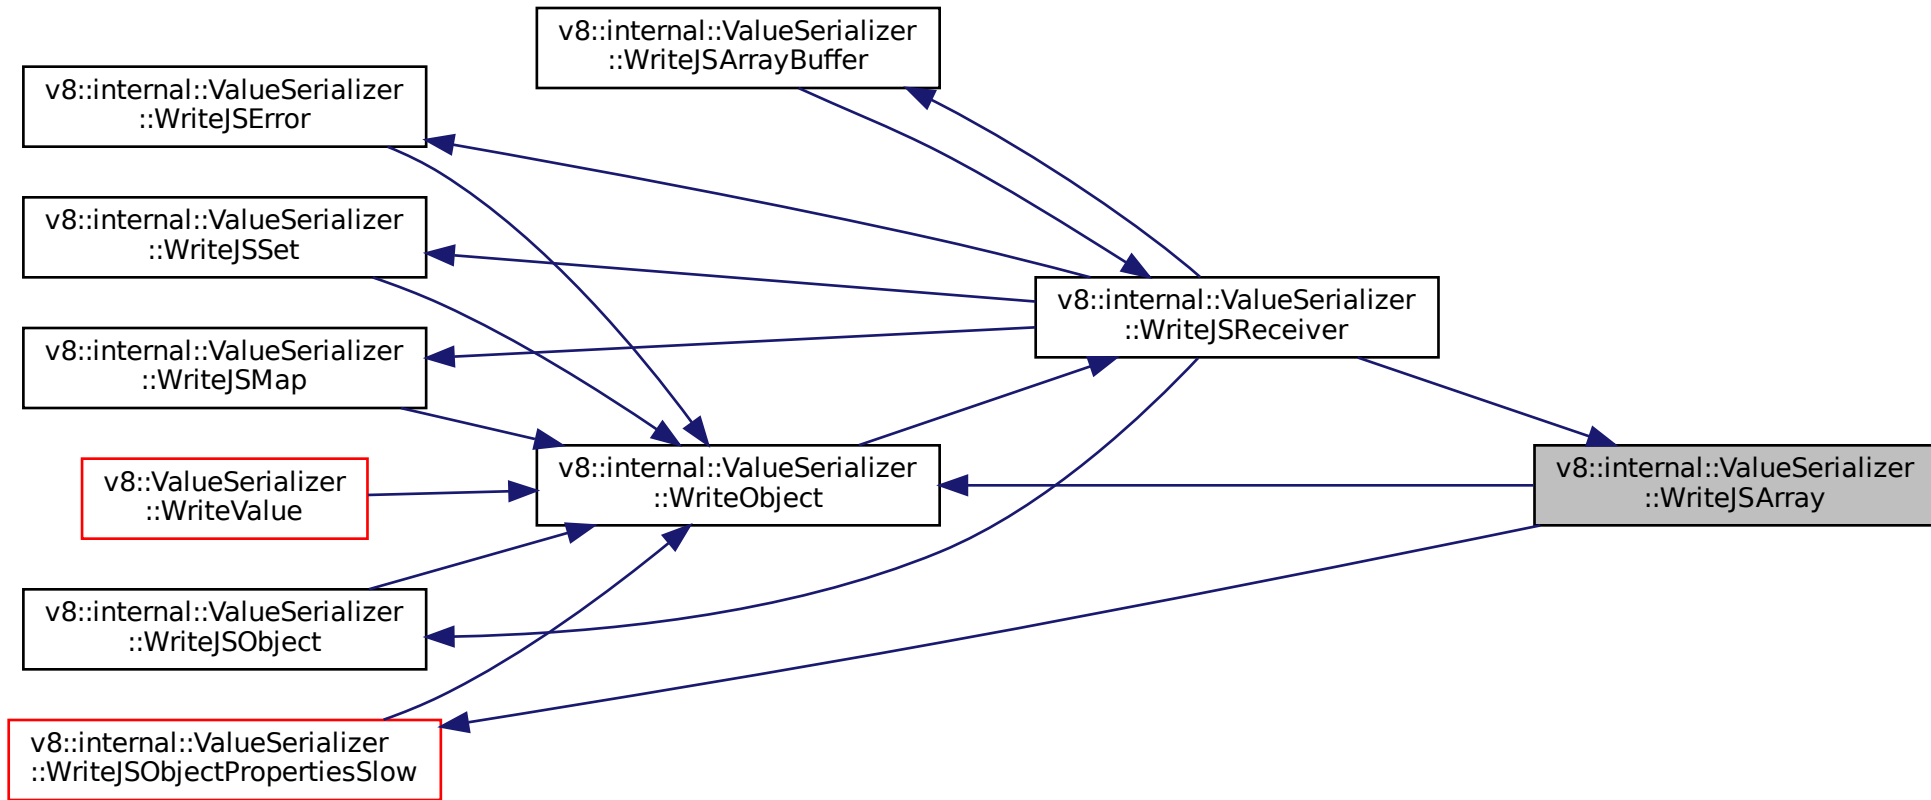 v8::internal::ValueSerializer
::WriteJSArrayBuffer
v8::internal::ValueSerializer
::WriteJSError
v8::internal::ValueSerializer
::WriteJSSet
v8::internal::ValueSerializer
::WriteJSReceiver
v8::internal::ValueSerializer
::WriteJSMap
v8::ValueSerializer
::WriteValue
v8::internal::ValueSerializer
::WriteObject
v8::internal::ValueSerializer
::WriteJSArray
v8::internal::ValueSerializer
::WriteJSObject
v8::internal::ValueSerializer
::WriteJSObjectPropertiesSlow